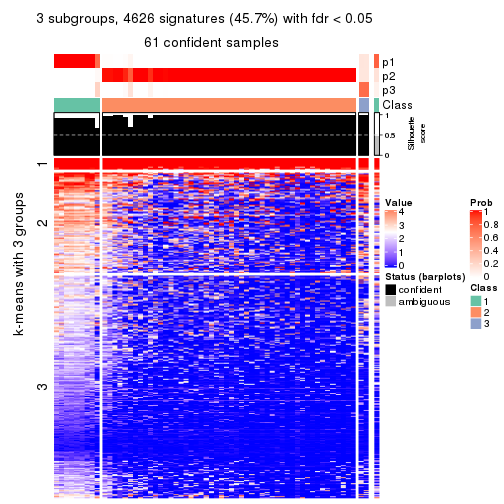 3 subgroups, 4626 signatures (45.7%) with fdr < 0.05
61 confident samples
p1
p2
p3
Class
1
0.5
0
Silhouette
score
k-means with 3 groups
1
2
3
Value
4
3
2
1
0
Status (barplots)
confident
ambiguous
Prob
1
0.8
0.6
0.4
0.2
0
Class
1
2
3